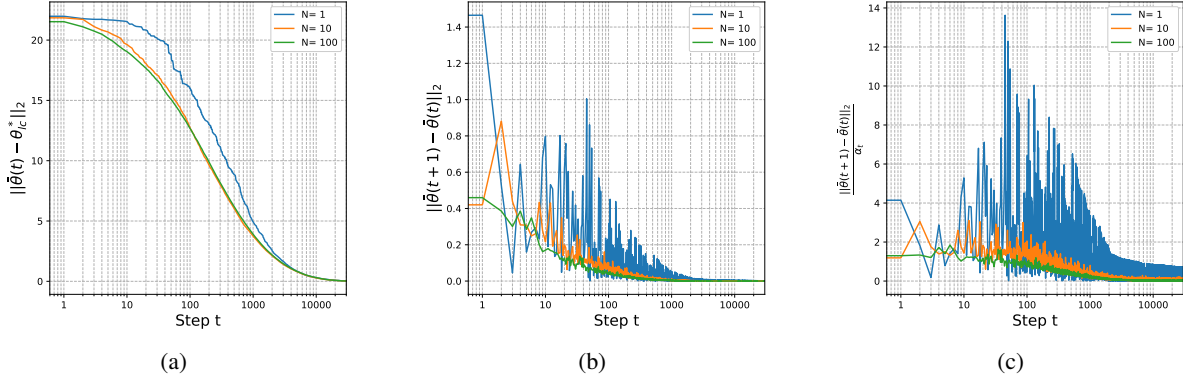 ||θ̄(t) − θ*lc||2
20
15
10
5
0
1
10
100
1000
10000
Step t
N= 1
N= 10
N= 100
(a)
||θ̄(t + 1) − θ̄(t)||2
1.4
1.2
1.0
0.8
0.6
0.4
0.2
0.0
1
10
100
1000
10000
Step t
N= 1
N= 10
N= 100
(b)
||θ̄(t + 1) − θ̄(t)||2
αt
14
12
10
8
6
4
2
0
1
10
100
1000
10000
Step t
N= 1
N= 10
N= 100
(c)